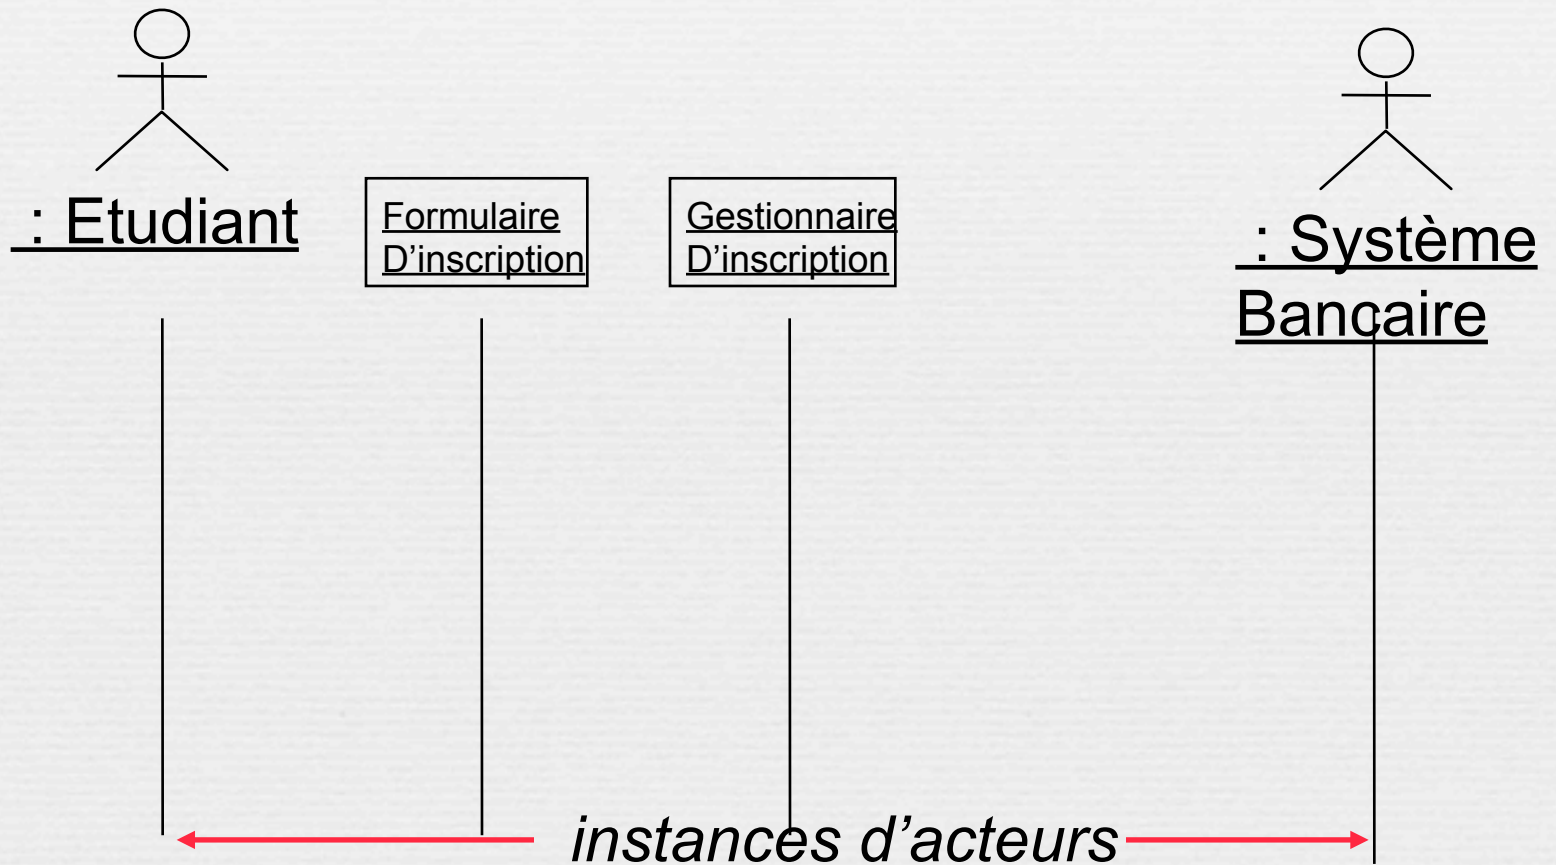 : Etudiant
Formulaire
D’inscription
Gestionnaire
D’inscription
: Système
Bancaire
instances d’acteurs